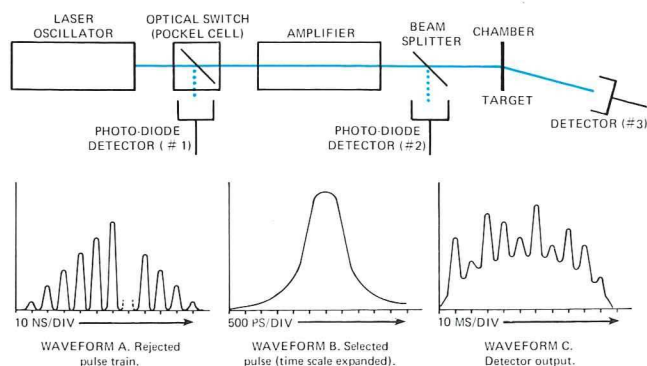 LASER
OSCILLATOR
OPTICAL SWITCH
(POCKEL CELL)
AMPLIFIER
BEAM
SPLITTER
CHAMBER
TARGET
DETECTOR (#3)
PHOTO-DIODE
DETECTOR (#1)
PHOTO-DIODE
DETECTOR (#2)
10 NS/DIV
500 PS/DIV
10 MS/DIV
WAVEFORM A. Rejected
pulse train.
WAVEFORM B. Selected
pulse (time scale expanded).
WAVEFORM C.
Detector output.